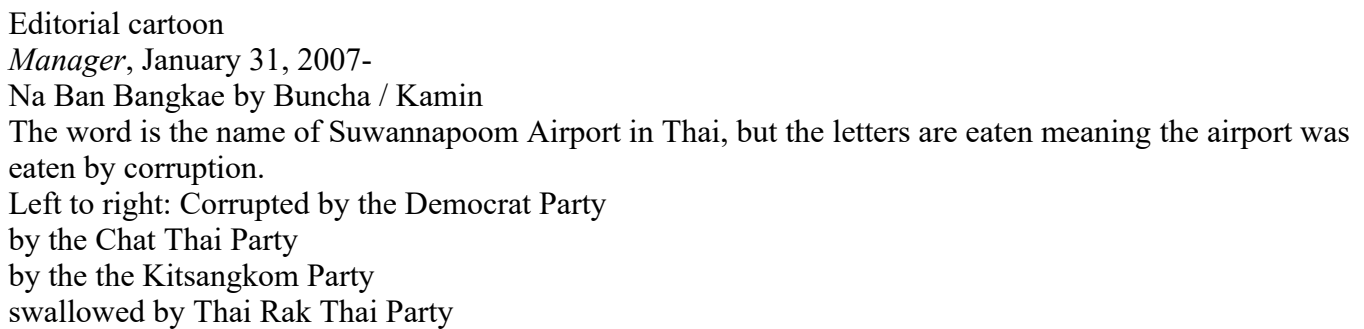 Editorial cartoon
Manager, January 31, 2007-
Na Ban Bangkae by Buncha / Kamin
The word is the name of Suwannapoom Airport in Thai, but the letters are eaten meaning the airport was
eaten by corruption.
Left to right: Corrupted by the Democrat Party
by the Chat Thai Party
by the the Kitsangkom Party
swallowed by Thai Rak Thai Party